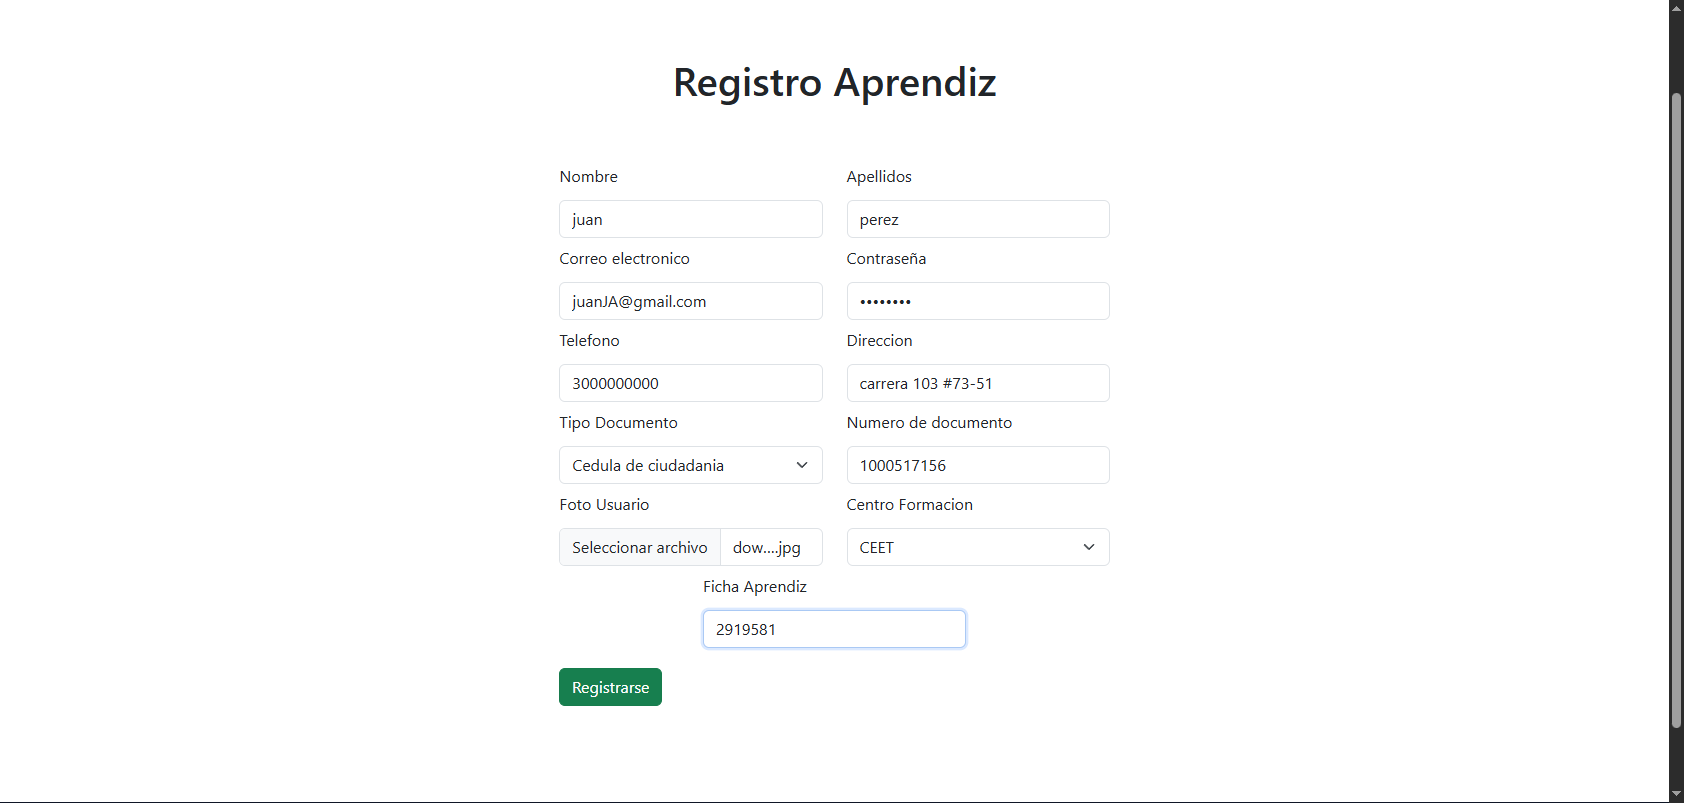 Registro Aprendiz
Nombre Apellidos
juan perez
Correo electronico Contraseña
juanJA@gmail.com ••••••••
Telefono Direccion
3000000000 carrera 103 #73-51
Tipo Documento Numero de documento
Cedula de ciudadania 1000517156
Foto Usuario Centro Formacion
Seleccionar archivo dow....jpg CEET
Ficha Aprendiz
2919581
Registrarse